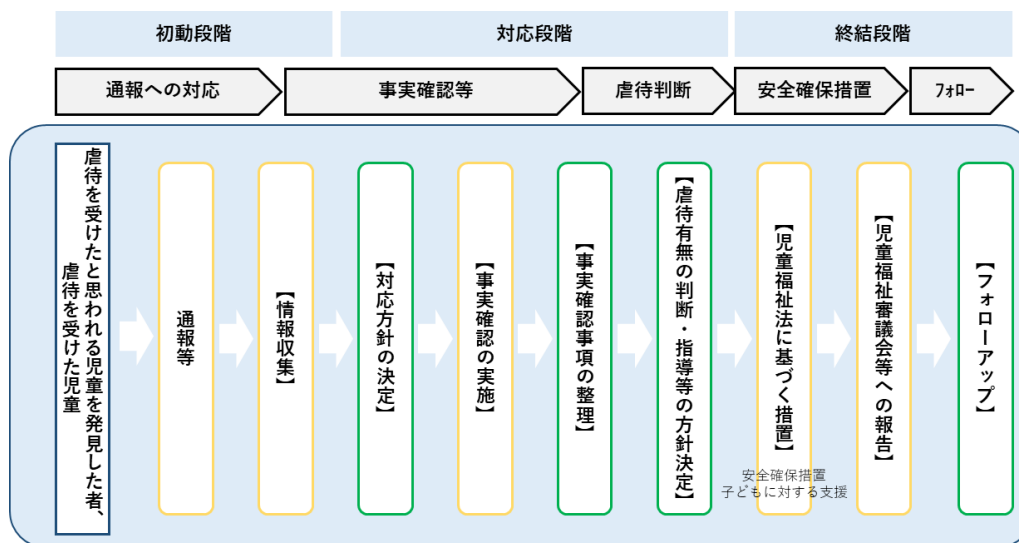 初動段階
対応段階
終結段階
通報への対応
事実確認等
虐待判断
安全確保措置
ﾌｫﾛｰ
虐待を受けたと思われる児童を発見した者、
虐待を受けた児童
通報等
【情報収集】
【対応方針の決定】
【事実確認の実施】
【事実確認事項の整理】
【虐待有無の判断・指導等の方針決定】
【児童福祉法に基づく措置】
安全確保措置
子どもに対する支援
【児童福祉審議会等への報告】
【フォローアップ】